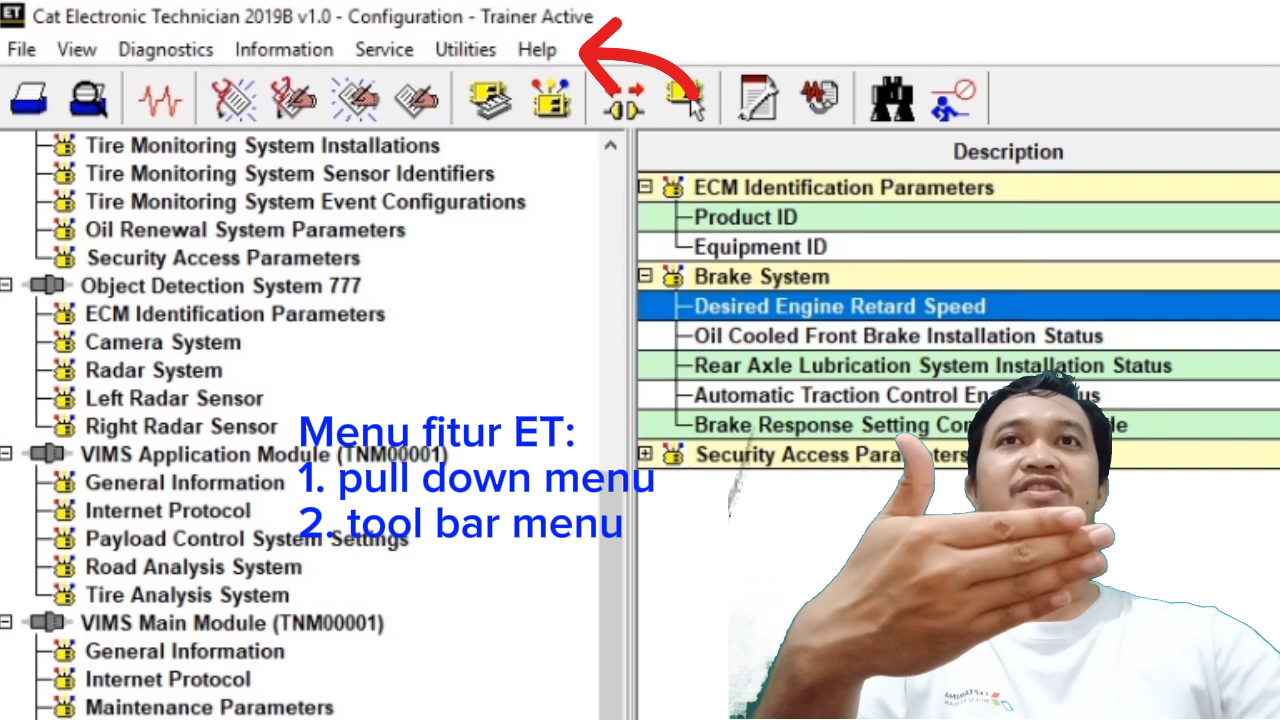 ET Cat Electronic Technician 2019B v1.0 - Configuration - Trainer Active
File View Diagnostics Information Service Utilities Help
Tire Monitoring System Installations
Tire Monitoring System Sensor Identifiers
Tire Monitoring System Event Configurations
Oil Renewal System Parameters
Security Access Parameters
Object Detection System 777
ECM Identification Parameters
Camera System
Radar System
Left Radar Sensor
Right Radar Sensor
VIMS Application Module (TNM00001)
General Information
Internet Protocol
Payload Control System Settings
Road Analysis System
Tire Analysis System
VIMS Main Module (TNM00001)
General Information
Internet Protocol
Maintenance Parameters
Menu fitur ET:
1. pull down menu
2. tool bar menu
Description
ECM Identification Parameters
Product ID
Equipment ID
Brake System
Desired Engine Retard Speed
Oil Cooled Front Brake Installation Status
Rear Axle Lubrication System Installation Status
Automatic Traction Control
Brake Response Setting
Security Access Parameters